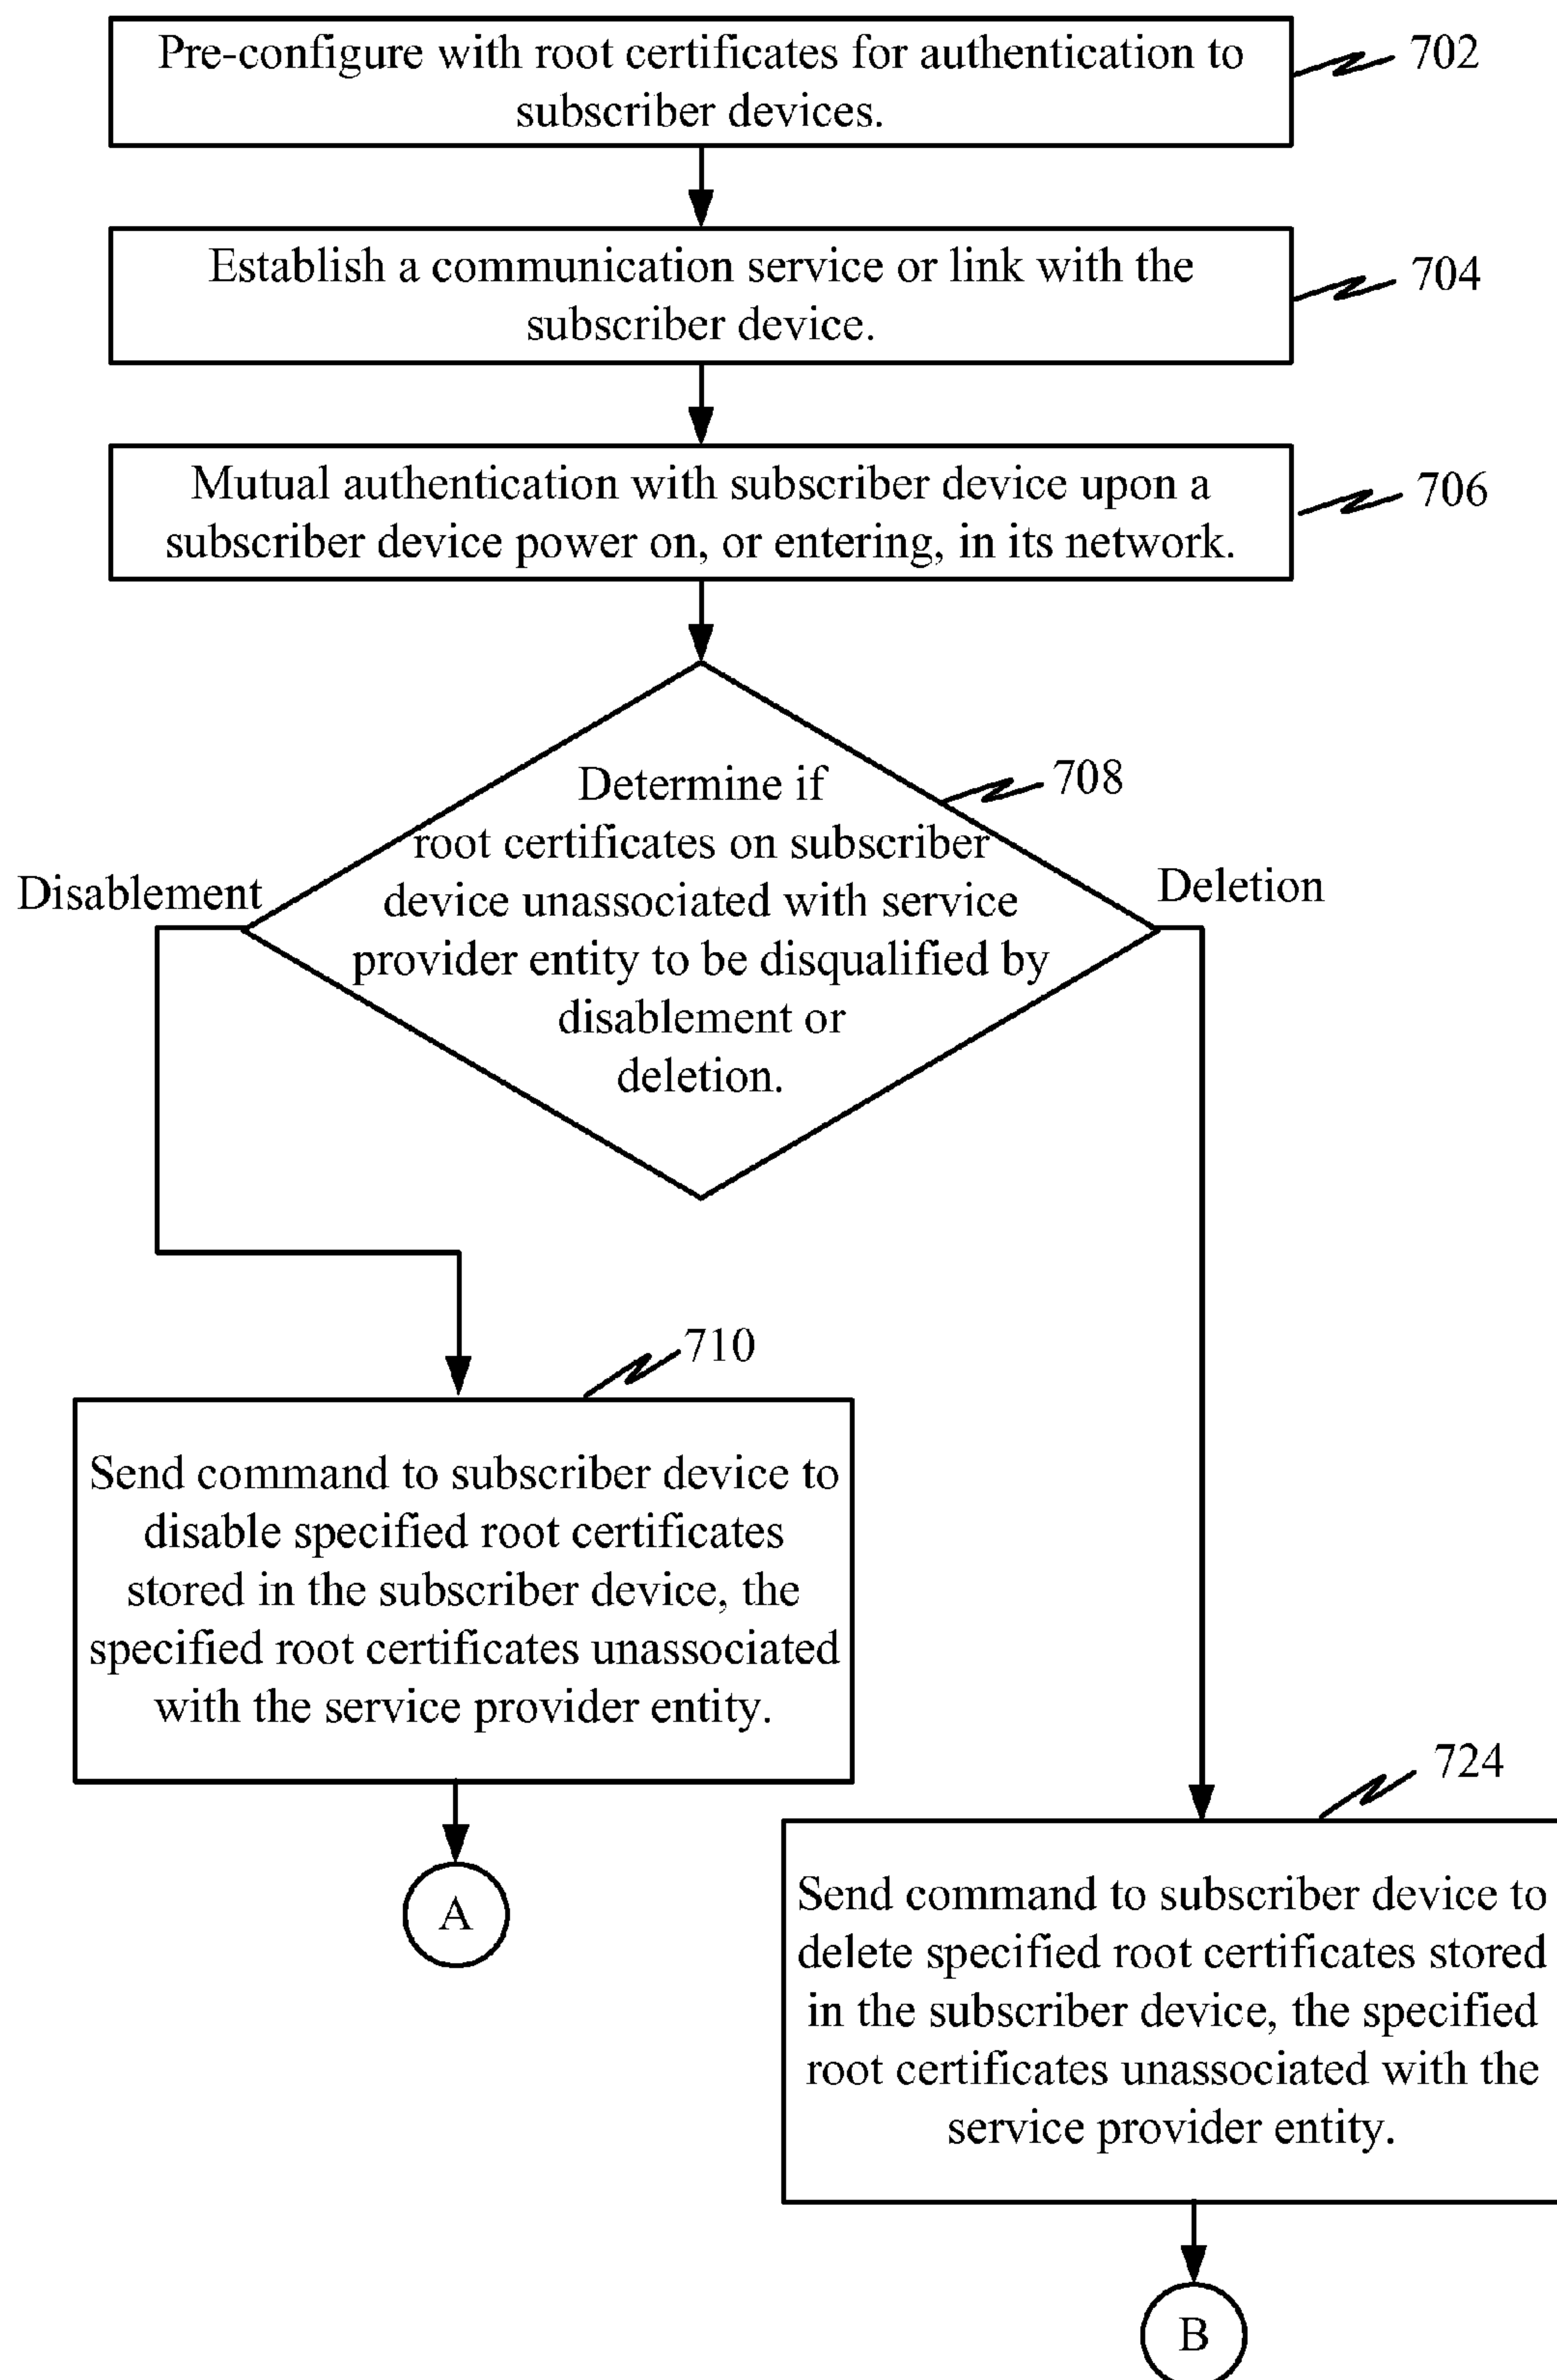 Pre-configure with root certificates for authentication to
subscriber devices.
702
Establish a communication service or link with the
subscriber device.
704
Mutual authentication with subscriber device upon a
subscriber device power on, or entering, in its network.
706
Determine if
root certificates on subscriber
device unassociated with service
provider entity to be disqualified by
disablement or
deletion.
708
Disablement
Deletion
710
Send command to subscriber device to
disable specified root certificates
stored in the subscriber device, the
specified root certificates unassociated
with the service provider entity.
A
724
Send command to subscriber device to
delete specified root certificates stored
in the subscriber device, the specified
root certificates unassociated with the
service provider entity.
B